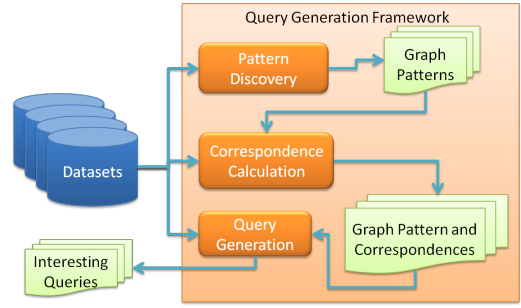 Query Generation Framework
Pattern
Discovery
Graph
Patterns
Datasets
Correspondence
Calculation
Query
Generation
Graph Pattern and
Correspondences
Interesting
Queries